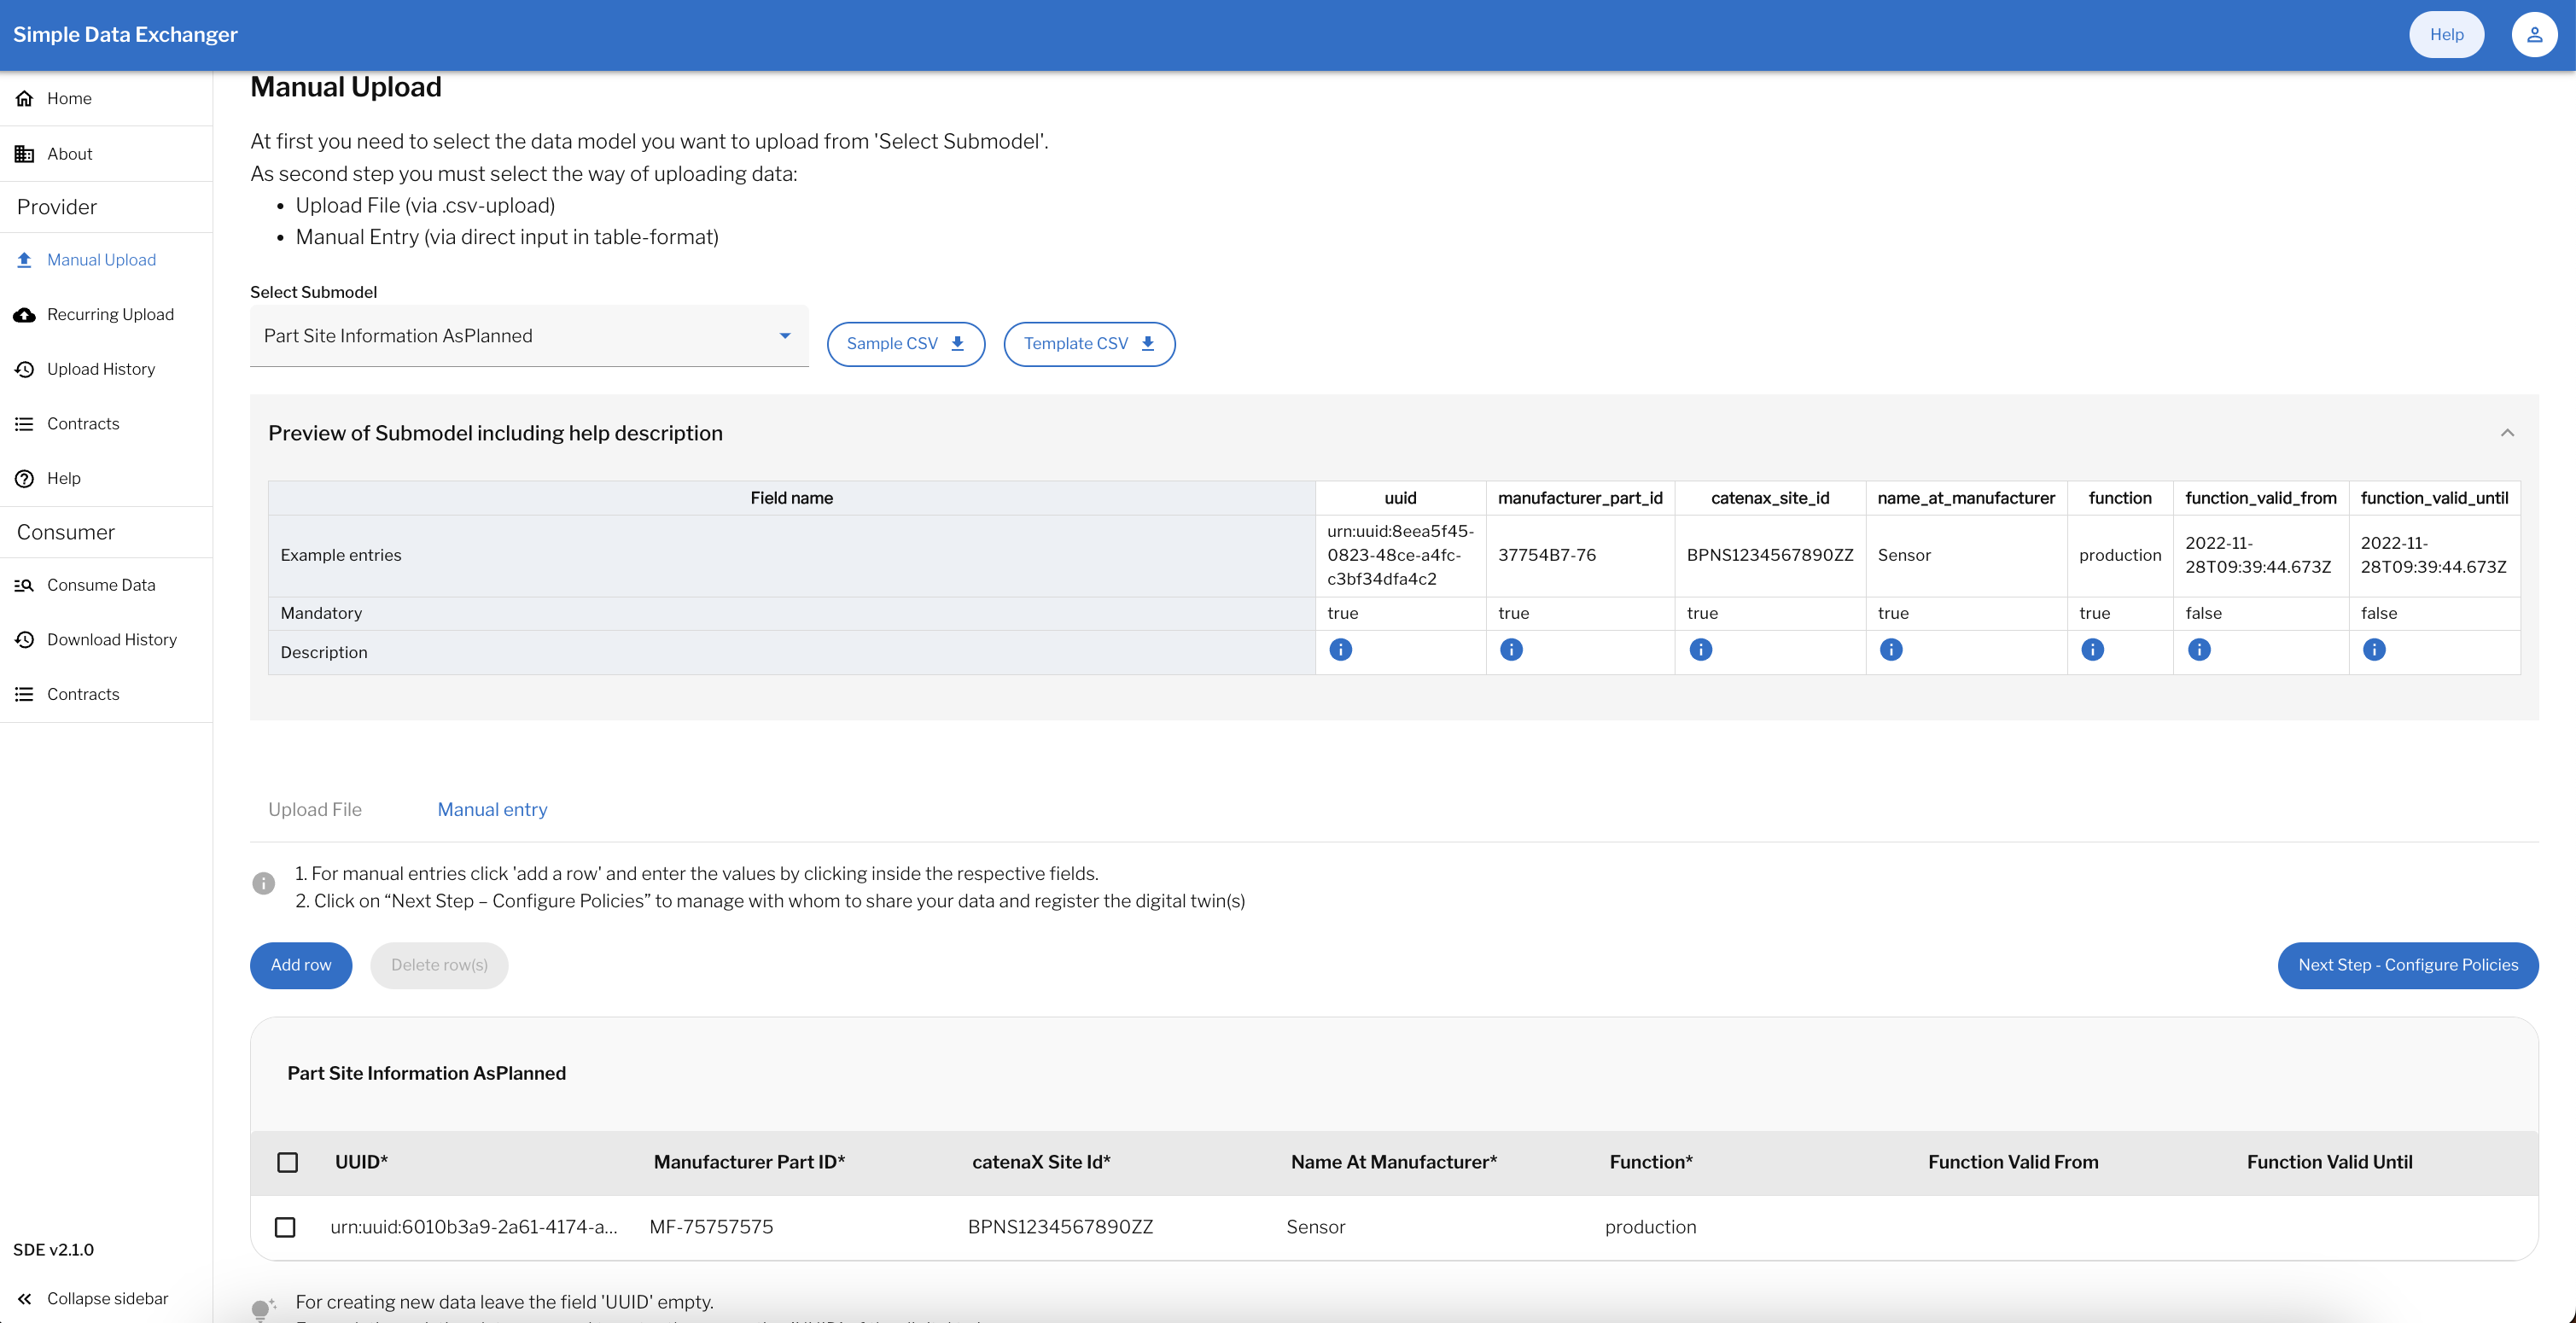 Simple Data Exchanger
Help
Home
About
Provider
Manual Upload
Recurring Upload
Upload History
Contracts
Help
Consumer
Consume Data
Download History
Contracts
SDE v2.1.0
Collapse sidebar
Manual Upload
At first you need to select the data model you want to upload from 'Select Submodel'.
As second step you must select the way of uploading data:
• Upload File (via .csv-upload)
• Manual Entry (via direct input in table-format)
Select Submodel
Part Site Information AsPlanned
Sample CSV
Template CSV
Preview of Submodel including help description
Field name uuid manufacturer_part_id catenax_site_id name_at_manufacturer function function_valid_from function_valid_until
Example entries urn:uuid:8eea5f45-0823-48ce-a4fc-c3bf34dfa4c2 37754B7-76 BPNS1234567890ZZ Sensor production 2022-11-28T09:39:44.673Z 2022-11-28T09:39:44.673Z
Mandatory true true true true true false false
Description
Upload File Manual entry
1. For manual entries click 'add a row' and enter the values by clicking inside the respective fields.
2. Click on “Next Step – Configure Policies” to manage with whom to share your data and register the digital twin(s)
Add row Delete row(s) Next Step - Configure Policies
Part Site Information AsPlanned
UUID* Manufacturer Part ID* catenaX Site Id* Name At Manufacturer* Function* Function Valid From Function Valid Until
urn:uuid:6010b3a9-2a61-4174-a... MF-75757575 BPNS1234567890ZZ Sensor production
For creating new data leave the field 'UUID' empty.